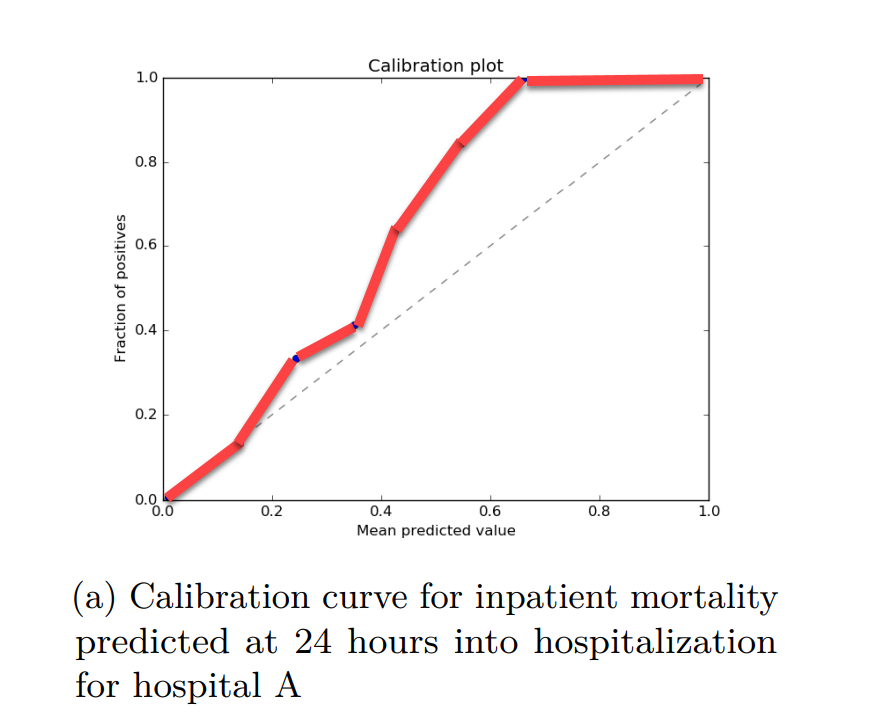 Calibration plot
1.0
0.8
0.6
0.4
0.2
0.0
Fraction of positives
0.0 0.2 0.4 0.6 0.8 1.0
Mean predicted value
(a) Calibration curve for inpatient mortality
predicted at 24 hours into hospitalization
for hospital A